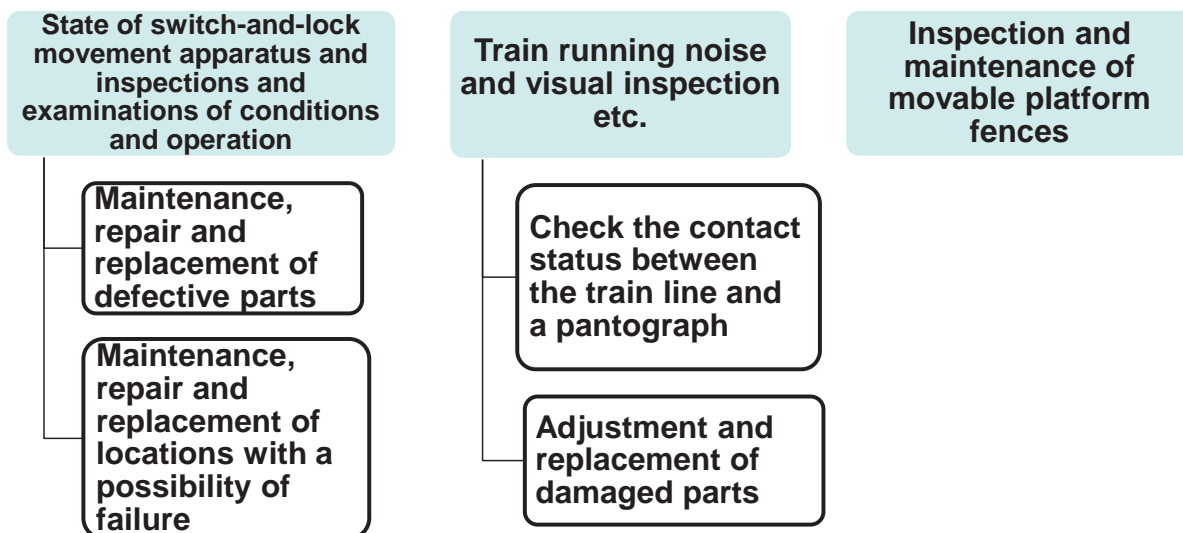 State of switch-and-lock
movement apparatus and
inspections and
examinations of conditions
and operation
Maintenance,
repair and
replacement of
defective parts
Maintenance,
repair and
replacement of
locations with a
possibility of
failure
Train running noise
and visual inspection
etc.
Check the contact
status between
the train line and
a pantograph
Adjustment and
replacement of
damaged parts
Inspection and
maintenance of
movable platform
fences